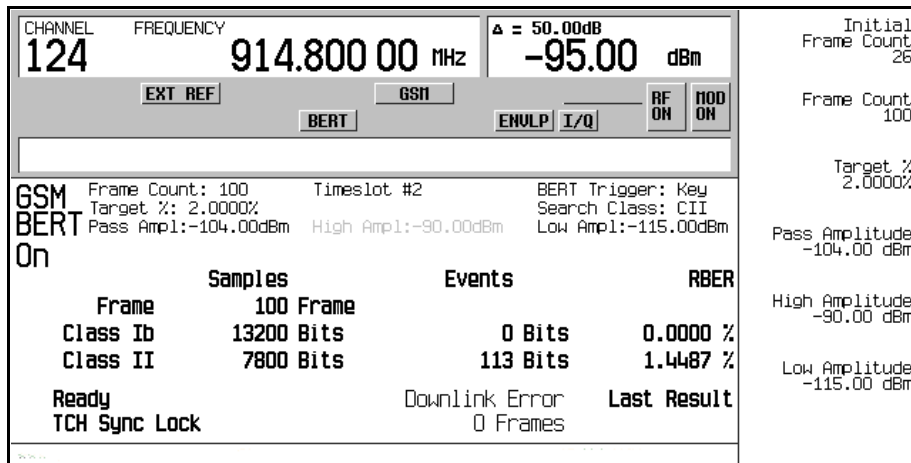 CHANNEL FREQUENCY Δ = 50.00dB
124 914.800 00 MHz -95.00 dBm
EXT REF GSM RF ON MOD ON
BERT ENVLP I/Q
GSM BERT On
Frame Count: 100 Timeslot #2 BERT Trigger: Key
Target %: 2.0000% Search Class: CII
Pass Ampl:-104.00dBm High Ampl:-90.00dBm Low Ampl:-115.00dBm
Samples Events RBER
Frame 100 Frame
Class Ib 13200 Bits 0 Bits 0.0000 %
Class II 7800 Bits 113 Bits 1.4487 %
Ready Downlink Error Last Result
TCH Sync Lock 0 Frames
Initial
Frame Count
26
Frame Count
100
Target %
2.0000%
Pass Amplitude
-104.00 dBm
High Amplitude
-90.00 dBm
Low Amplitude
-115.00 dBm